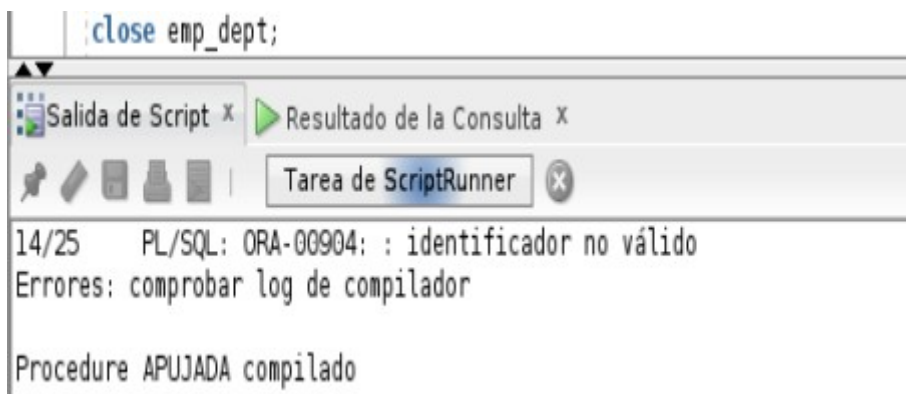 close emp_dept;
Salida de Script x Resultado de la Consulta x
Tarea de ScriptRunner
14/25 PL/SQL: ORA-00904: : identificador no válido
Errores: comprobar log de compilador
Procedure APUJADA compilado